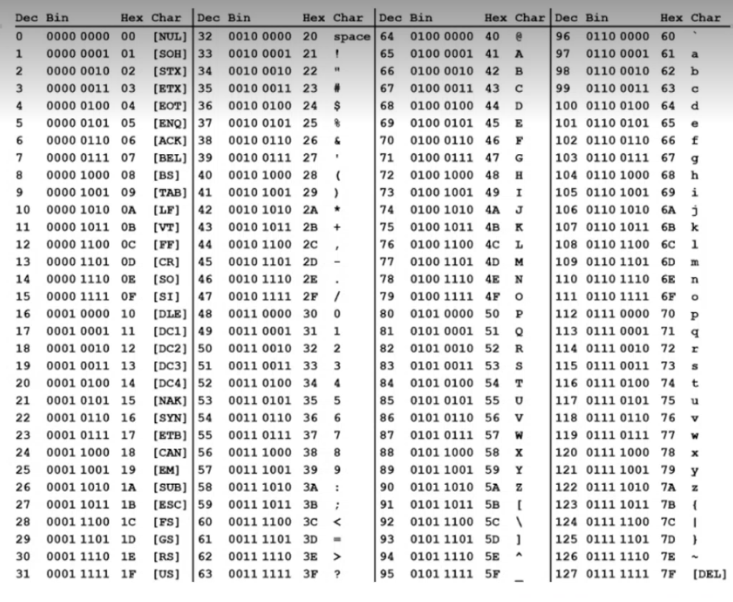 Dec Bin Hex Char Dec Bin Hex Char Dec Bin Hex Char Dec Bin Hex Char
0 0000 0000 00 [NUL] 32 0010 0000 20 space 64 0100 0000 40 @ 96 0110 0000 60 `
1 0000 0001 01 [SOH] 33 0010 0001 21 ! 65 0100 0001 41 A 97 0110 0001 61 a
2 0000 0010 02 [STX] 34 0010 0010 22 " 66 0100 0010 42 B 98 0110 0010 62 b
3 0000 0011 03 [ETX] 35 0010 0011 23 # 67 0100 0011 43 C 99 0110 0011 63 c
4 0000 0100 04 [EOT] 36 0010 0100 24 $ 68 0100 0100 44 D 100 0110 0100 64 d
5 0000 0101 05 [ENQ] 37 0010 0101 25 % 69 0100 0101 45 E 101 0110 0101 65 e
6 0000 0110 06 [ACK] 38 0010 0110 26 & 70 0100 0110 46 F 102 0110 0110 66 f
7 0000 0111 07 [BEL] 39 0010 0111 27 ' 71 0100 0111 47 G 103 0110 0111 67 g
8 0000 1000 08 [BS] 40 0010 1000 28 ( 72 0100 1000 48 H 104 0110 1000 68 h
9 0000 1001 09 [TAB] 41 0010 1001 29 ) 73 0100 1001 49 I 105 0110 1001 69 i
10 0000 1010 0A [LF] 42 0010 1010 2A * 74 0100 1010 4A J 106 0110 1010 6A j
11 0000 1011 0B [VT] 43 0010 1011 2B + 75 0100 1011 4B K 107 0110 1011 6B k
12 0000 1100 0C [FF] 44 0010 1100 2C , 76 0100 1100 4C L 108 0110 1100 6C l
13 0000 1101 0D [CR] 45 0010 1101 2D - 77 0100 1101 4D M 109 0110 1101 6D m
14 0000 1110 0E [SO] 46 0010 1110 2E . 78 0100 1110 4E N 110 0110 1110 6E n
15 0000 1111 0F [SI] 47 0010 1111 2F / 79 0100 1111 4F O 111 0110 1111 6F o
16 0001 0000 10 [DLE] 48 0011 0000 30 0 80 0101 0000 50 P 112 0111 0000 70 p
17 0001 0001 11 [DC1] 49 0011 0001 31 1 81 0101 0001 51 Q 113 0111 0001 71 q
18 0001 0010 12 [DC2] 50 0011 0010 32 2 82 0101 0010 52 R 114 0111 0010 72 r
19 0001 0011 13 [DC3] 51 0011 0011 33 3 83 0101 0011 53 S 115 0111 0011 73 s
20 0001 0100 14 [DC4] 52 0011 0100 34 4 84 0101 0100 54 T 116 0111 0100 74 t
21 0001 0101 15 [NAK] 53 0011 0101 35 5 85 0101 0101 55 U 117 0111 0101 75 u
22 0001 0110 16 [SYN] 54 0011 0110 36 6 86 0101 0110 56 V 118 0111 0110 76 v
23 0001 0111 17 [ETB] 55 0011 0111 37 7 87 0101 0111 57 W 119 0111 0111 77 w
24 0001 1000 18 [CAN] 56 0011 1000 38 8 88 0101 1000 58 X 120 0111 1000 78 x
25 0001 1001 19 [EM] 57 0011 1001 39 9 89 0101 1001 59 Y 121 0111 1001 79 y
26 0001 1010 1A [SUB] 58 0011 1010 3A : 90 0101 1010 5A Z 122 0111 1010 7A z
27 0001 1011 1B [ESC] 59 0011 1011 3B ; 91 0101 1011 5B [ 123 0111 1011 7B {
28 0001 1100 1C [FS] 60 0011 1100 3C < 92 0101 1100 5C \ 124 0111 1100 7C |
29 0001 1101 1D [GS] 61 0011 1101 3D = 93 0101 1101 5D ] 125 0111 1101 7D }
30 0001 1110 1E [RS] 62 0011 1110 3E > 94 0101 1110 5E ^ 126 0111 1110 7E ~
31 0001 1111 1F [US] 63 0011 1111 3F ? 95 0101 1111 5F _ 127 0111 1111 7F [DEL]